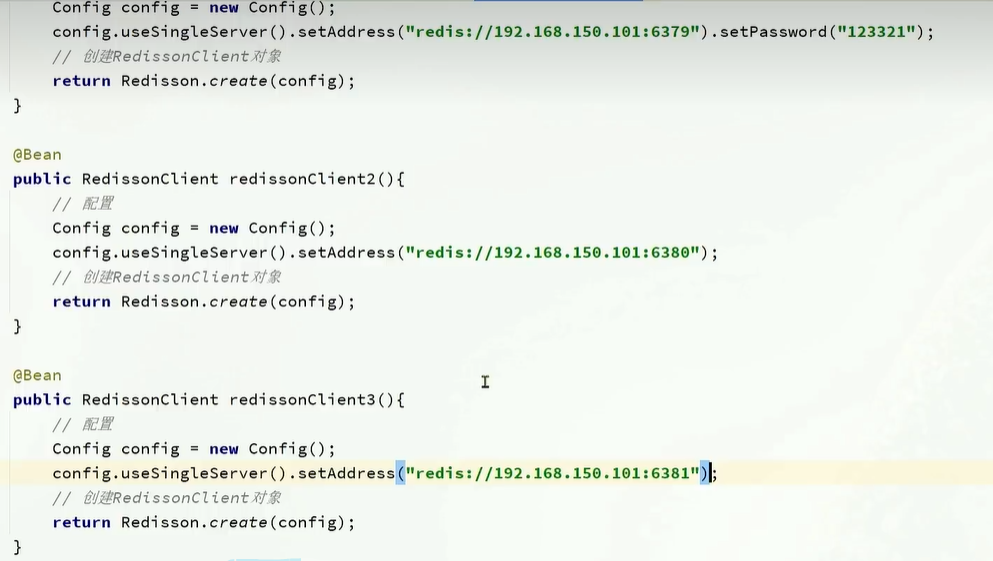 Config config = new Config();
config.useSingleServer().setAddress("redis://192.168.150.101:6379").setPassword("123321");
// 创建RedissonClient对象
return Redisson.create(config);
}
@Bean
public RedissonClient redissonClient2(){
// 配置
Config config = new Config();
config.useSingleServer().setAddress("redis://192.168.150.101:6380");
// 创建RedissonClient对象
return Redisson.create(config);
}
@Bean
public RedissonClient redissonClient3(){
// 配置
Config config = new Config();
config.useSingleServer().setAddress("redis://192.168.150.101:6381");
// 创建RedissonClient对象
return Redisson.create(config);
}